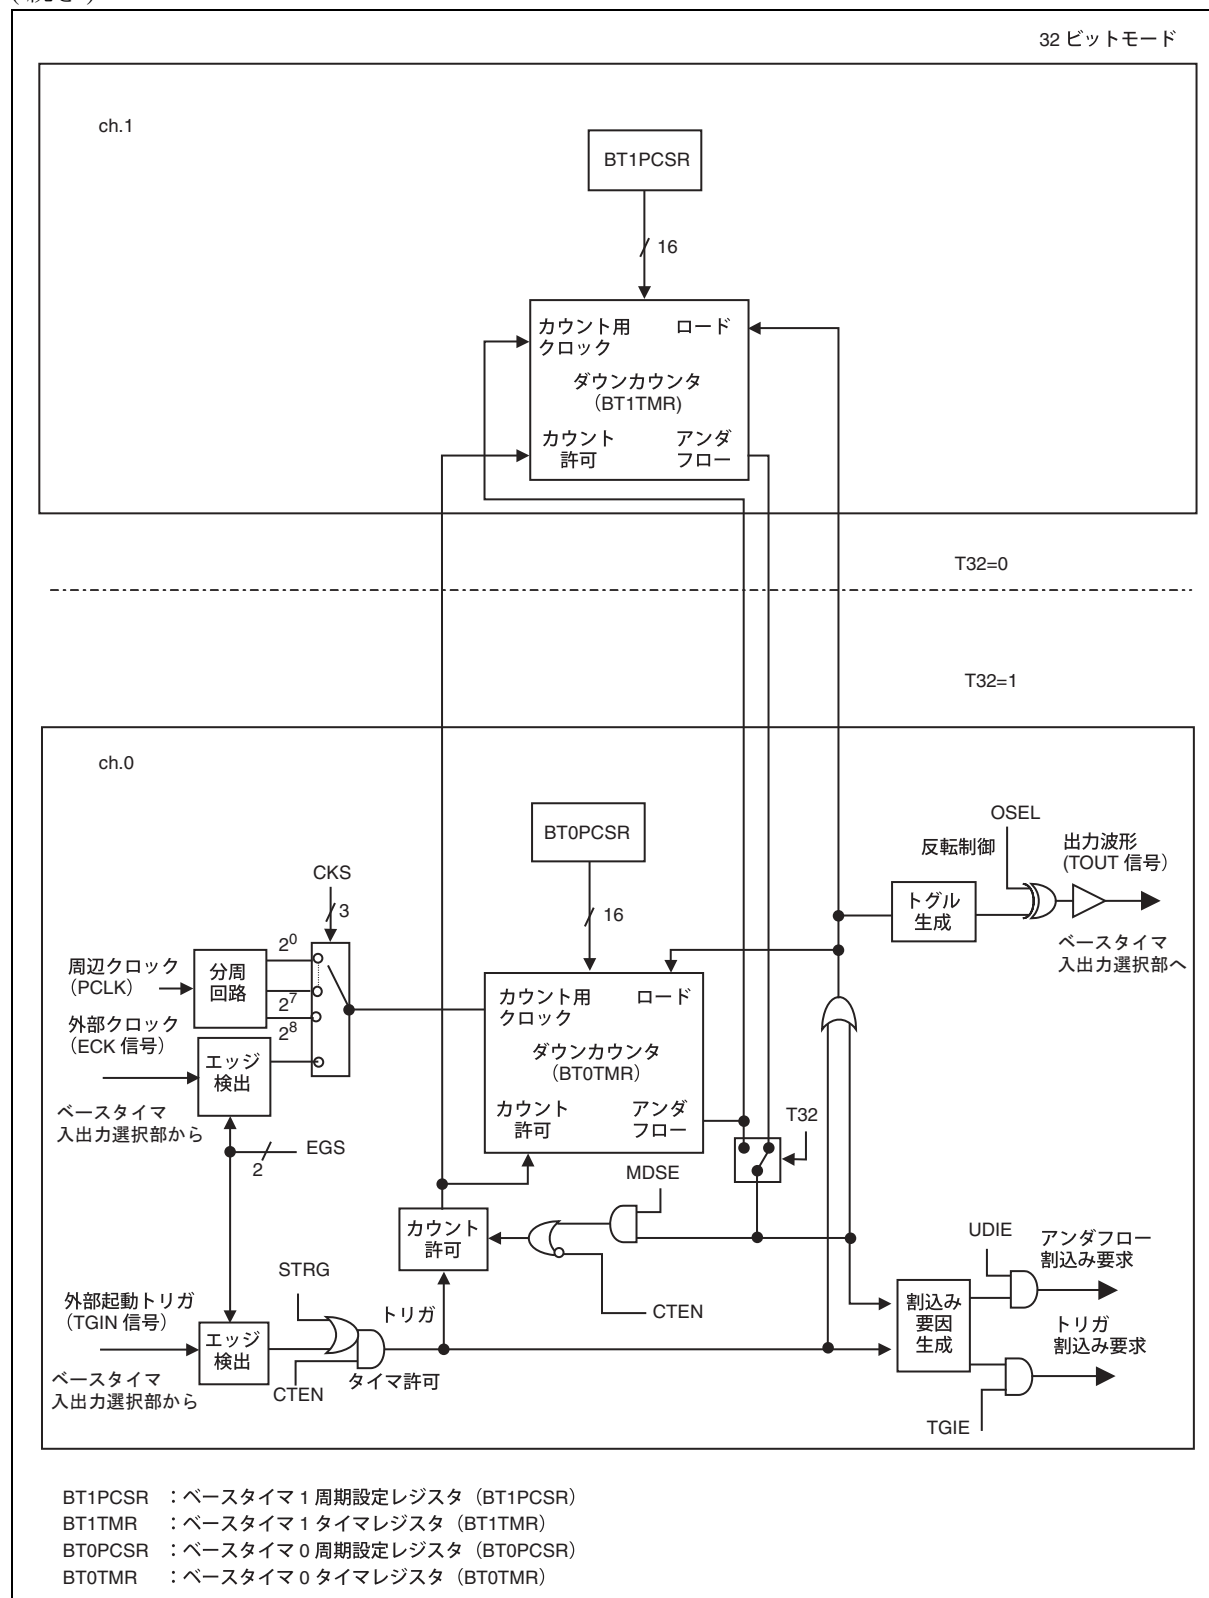 (続き)
32 ビットモード
ch.1
BT1PCSR
16
カウント用
クロック
ロード
ダウンカウンタ
(BT1TMR)
カウント
許可
アンダ
フロー
T32=0
T32=1
ch.0
BT0PCSR
16
OSEL
反転制御
出力波形
(TOUT 信号)
トグル
生成
ベースタイマ
入出力選択部へ
CKS
3
周辺クロック
(PCLK)
分周
回路
2⁰
2⁷
2⁸
外部クロック
(ECK 信号)
エッジ
検出
ベースタイマ
入出力選択部から
EGS
2
カウント用
クロック
ロード
ダウンカウンタ
(BT0TMR)
カウント
許可
アンダ
フロー
T32
MDSE
カウント
許可
CTEN
UDIE
アンダフロー
割込み要求
STRG
トリガ
外部起動トリガ
(TGIN 信号)
エッジ
検出
ベースタイマ
入出力選択部から
CTEN
タイマ許可
割込み
要因
生成
トリガ
割込み要求
TGIE
BT1PCSR :ベースタイマ 1 周期設定レジスタ(BT1PCSR)
BT1TMR :ベースタイマ 1 タイマレジスタ(BT1TMR)
BT0PCSR :ベースタイマ 0 周期設定レジスタ(BT0PCSR)
BT0TMR :ベースタイマ 0 タイマレジスタ(BT0TMR)